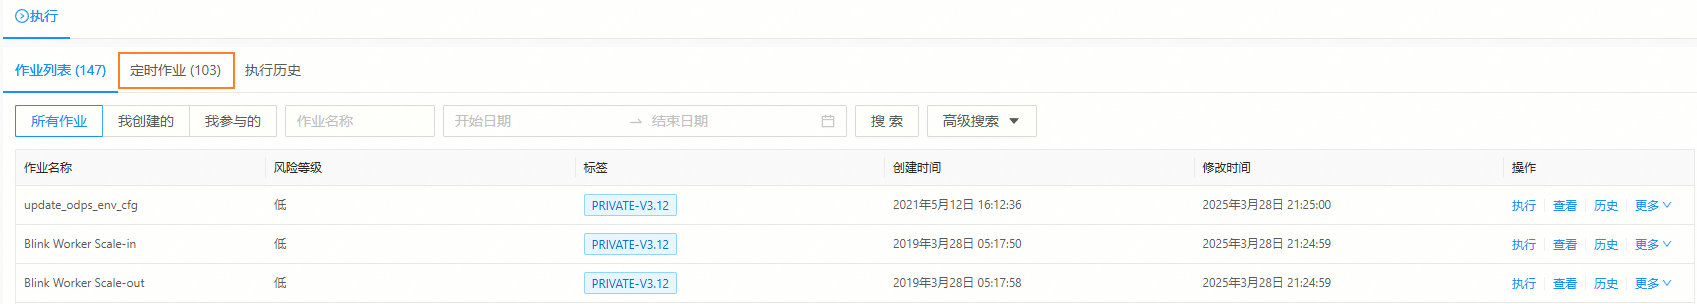 执行
作业列表 (147) 定时作业 (103) 执行历史
所有作业 我创建的 我参与的 作业名称 开始日期 → 结束日期 搜 索 高级搜索
作业名称 风险等级 标签 创建时间 修改时间 操作
update_odps_env_cfg 低 PRIVATE-V3.12 2021年5月12日 16:12:36 2025年3月28日 21:25:00 执行 查看 历史 更多
Blink Worker Scale-in 低 PRIVATE-V3.12 2019年3月28日 05:17:50 2025年3月28日 21:24:59 执行 查看 历史 更多
Blink Worker Scale-out 低 PRIVATE-V3.12 2019年3月28日 05:17:58 2025年3月28日 21:24:59 执行 查看 历史 更多